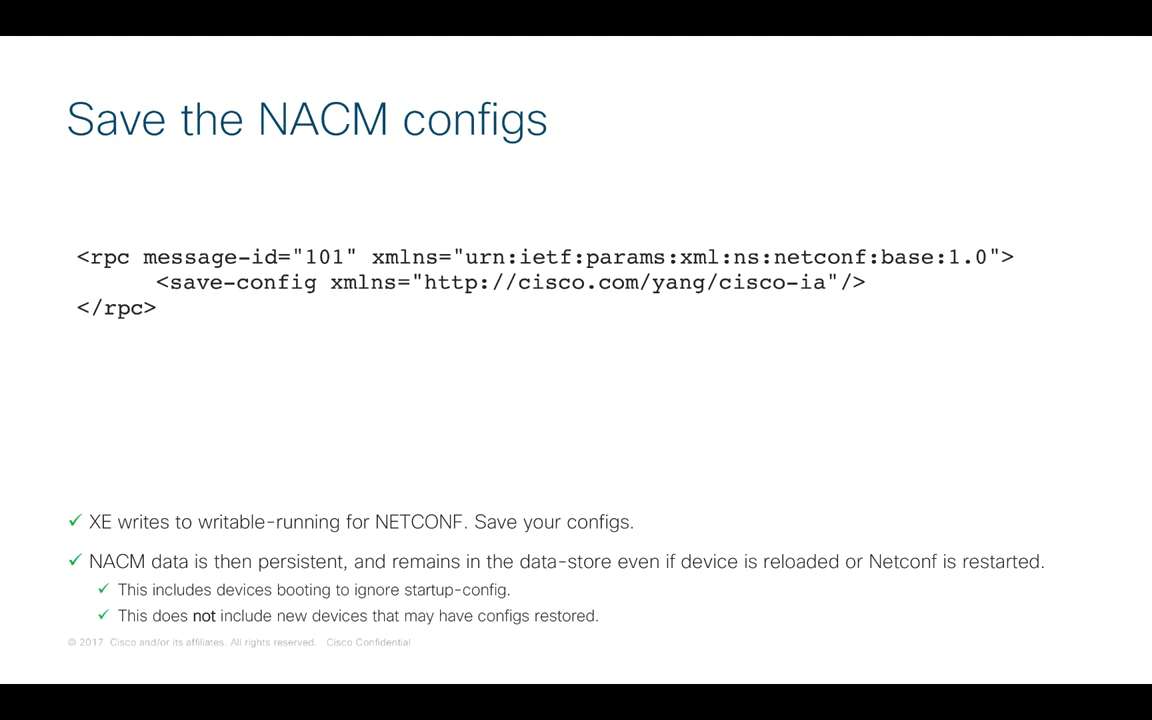 Save the NACM configs
<rpc message-id="101" xmlns="urn:ietf:params:xml:ns:netconf:base:1.0">
<save-config xmlns="http://cisco.com/yang/cisco-ia"/>
</rpc>
✓ XE writes to writable-running for NETCONF. Save your configs.
✓ NACM data is then persistent, and remains in the data-store even if device is reloaded or Netconf is restarted.
✓ This includes devices booting to ignore startup-config.
✓ This does not include new devices that may have configs restored.
© 2017 Cisco and/or its affiliates. All rights reserved. Cisco Confidential